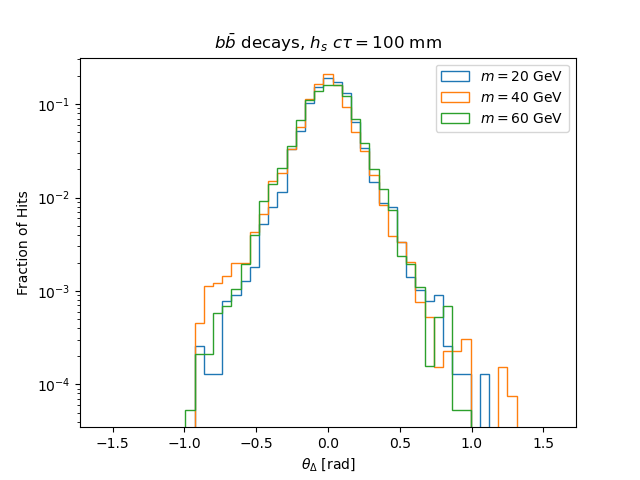 $b\bar{b}$ decays, $h_s$ $c\tau = 100$ mm
$m = 20$ GeV
$m = 40$ GeV
$m = 60$ GeV
Fraction of Hits
$10^{-1}$
$10^{-2}$
$10^{-3}$
$10^{-4}$
−1.5 −1.0 −0.5 0.0 0.5 1.0 1.5
$\theta_\Delta$ [rad]